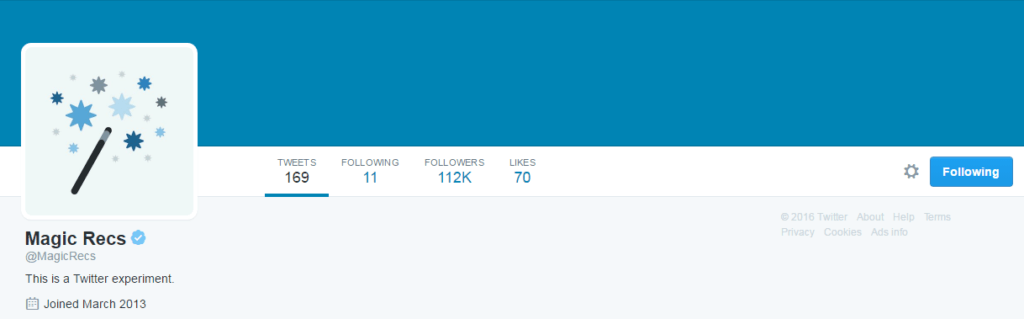 TWEETS FOLLOWING FOLLOWERS LIKES
169 11 112K 70
Following
Magic Recs
@MagicRecs
This is a Twitter experiment.
Joined March 2013
© 2016 Twitter About Help Terms
Privacy Cookies Ads info